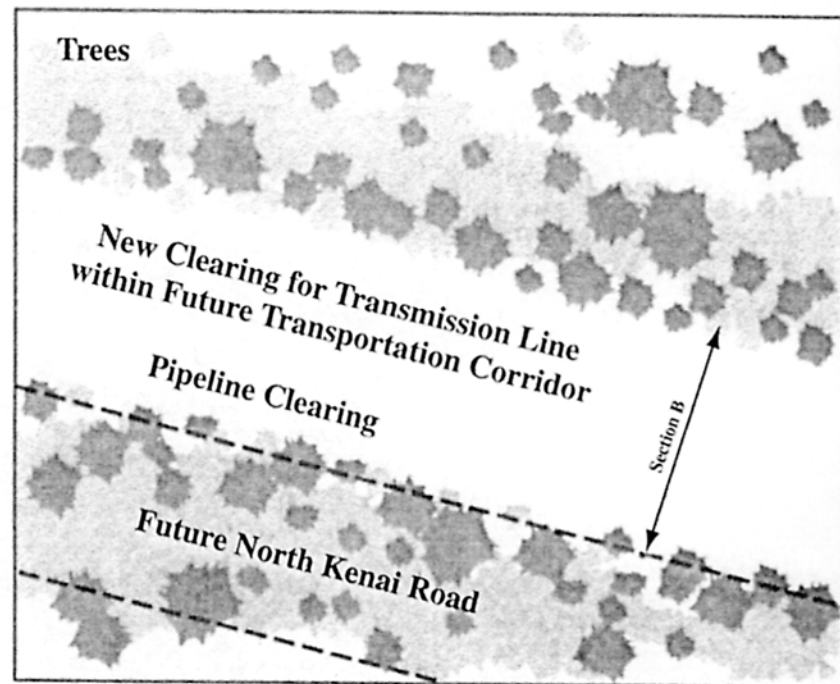 Trees
New Clearing for Transmission Line
within Future Transportation Corridor
Pipeline Clearing
Section B
Future North Kenai Road